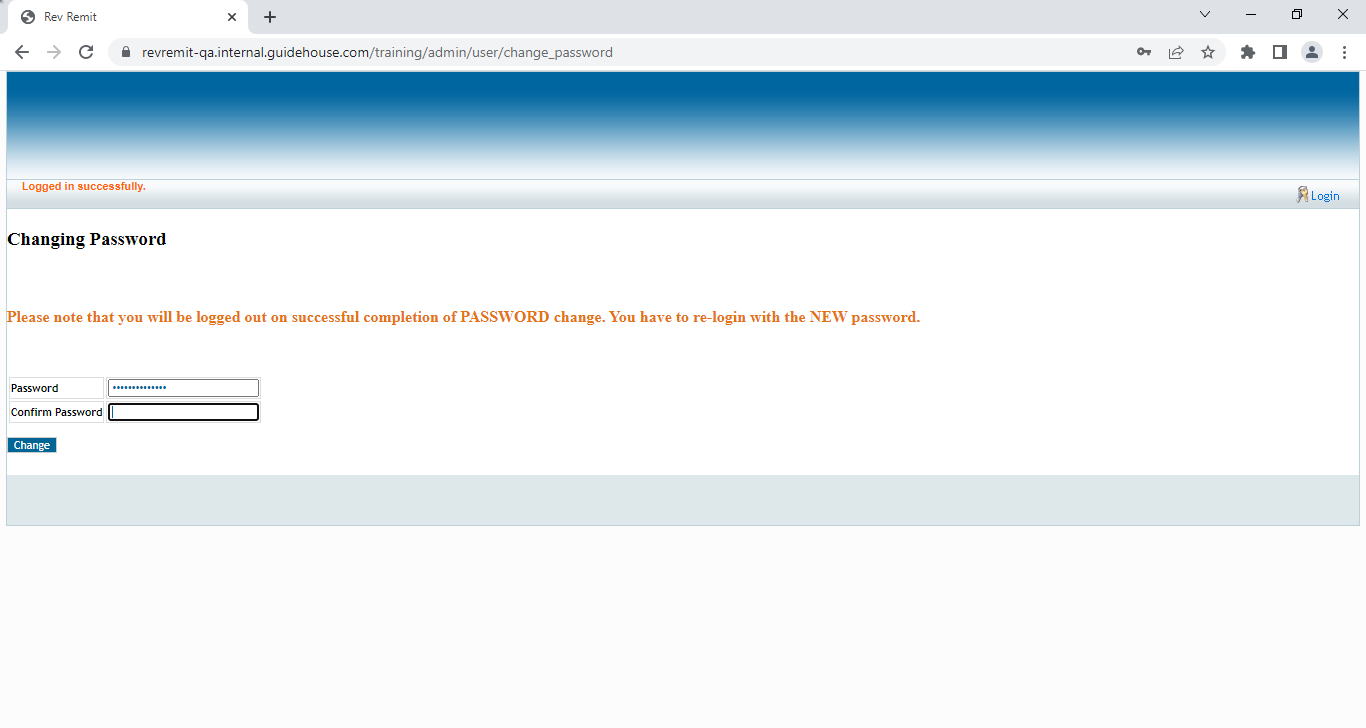 Rev Remit
revremit-qa.internal.guidehouse.com/training/admin/user/change_password
Logged in successfully.
Login
Changing Password
Please note that you will be logged out on successful completion of PASSWORD change. You have to re-login with the NEW password.
Password ••••••••••••••
Confirm Password
Change